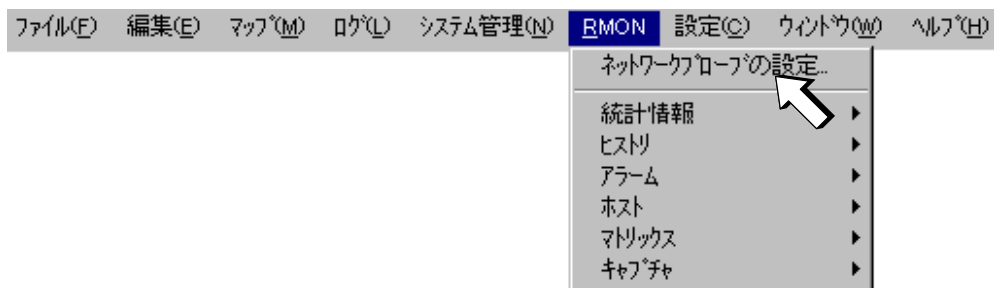 ﾌｧｲﾙ(F) 編集(E) ﾏｯﾌﾟ(M) ﾛｸﾞ(L) ｼｽﾃﾑ管理(N) RMON 設定(C) ｳｨﾝﾄﾞｳ(W) ﾍﾙﾌﾟ(H)
ﾈｯﾄﾜｰｸﾌﾟﾛｰﾌﾞの設定...
統計情報
ﾋｽﾄﾘ
ｱﾗｰﾑ
ﾎｽﾄ
ﾏﾄﾘｯｸｽ
ｷｬﾌﾟﾁｬ